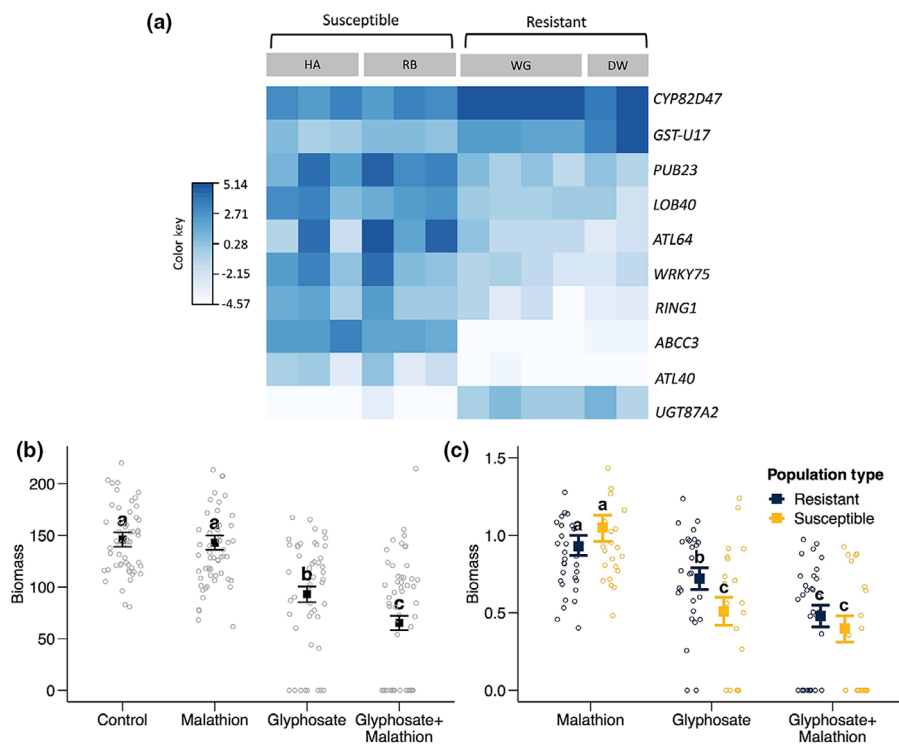 (a)
Susceptible Resistant
HA RB WG DW
CYP82D47
GST-U17
PUB23
LOB40
ATL64
WRKY75
RING1
ABCC3
ATL40
UGT87A2
Color key
5.14
2.71
0.28
-2.15
-4.57
(b)
Biomass
200
150
100
50
0
a
a
b
c
Control Malathion Glyphosate Glyphosate+
Malathion
(c)
Biomass
1.5
1.0
0.5
0.0
Population type
Resistant
Susceptible
a a
b c
c c
Malathion Glyphosate Glyphosate+
Malathion